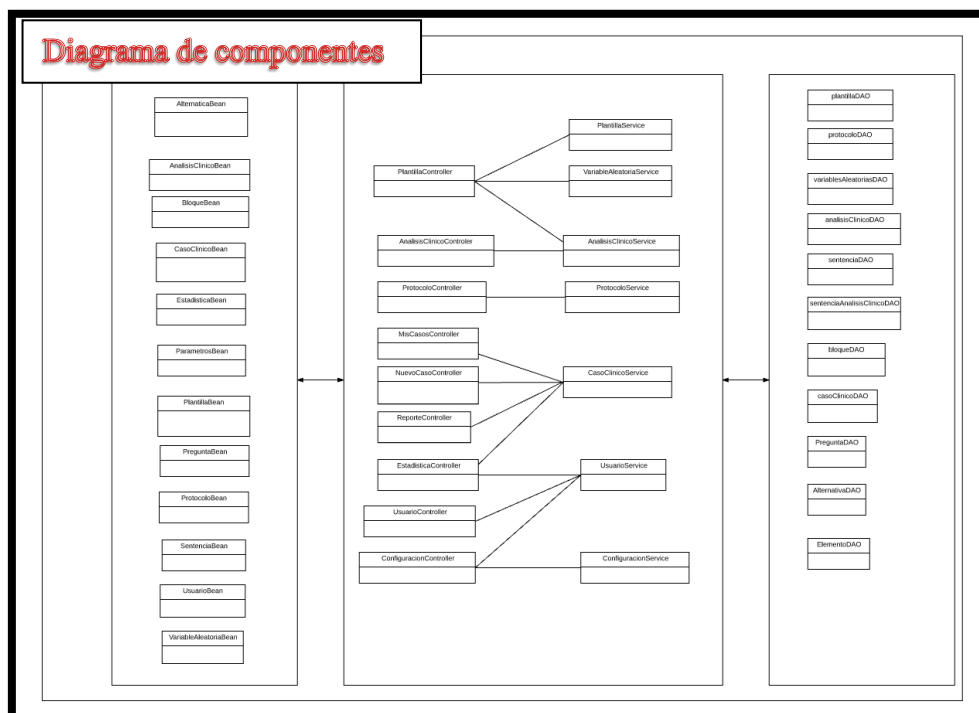 Diagrama de componentes
AlternaticaBean
AnalisisClinicoBean
BloqueBean
CasoClinicoBean
EstadisticaBean
ParametrosBean
PlantillaBean
PreguntaBean
ProtocoloBean
SentenciaBean
UsuarioBean
VariableAleatoriaBean
PlantillaController
AnalisisClinicoControler
ProtocoloController
MisCasosController
NuevoCasoController
ReporteController
EstadisticaController
UsuarioController
ConfiguracionController
PlantillaService
VariableAleatoriaService
AnalisisClinicoService
ProtocoloService
CasoClinicoService
UsuarioService
ConfiguracionService
plantillaDAO
protocoloDAO
variablesAleatoriasDAO
analisisClinicoDAO
sentenciaDAO
sentenciaAnalisisClinicoDAO
bloqueDAO
casoClinicoDAO
PreguntaDAO
AlternativaDAO
ElementoDAO